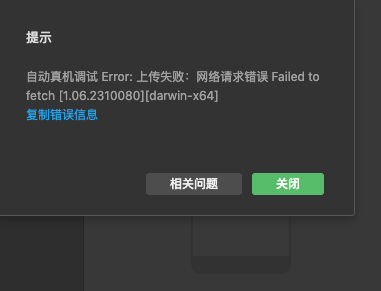 提示
自动真机调试 Error: 上传失败：网络请求错误 Failed to
fetch [1.06.2310080][darwin-x64]
复制错误信息
相关问题
关闭